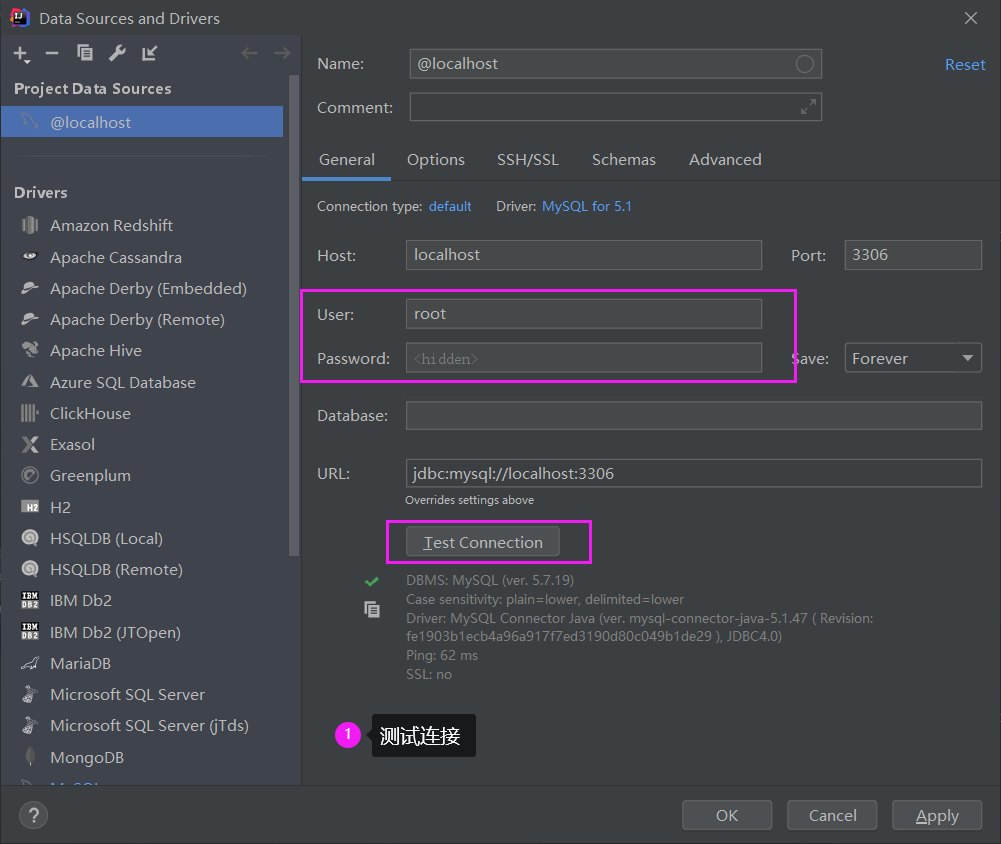 Data Sources and Drivers
Project Data Sources
@localhost
Drivers
Amazon Redshift
Apache Cassandra
Apache Derby (Embedded)
Apache Derby (Remote)
Apache Hive
Azure SQL Database
ClickHouse
Exasol
Greenplum
H2 H2
HSQLDB (Local)
HSQLDB (Remote)
IBM DB2 IBM Db2
IBM DB2 IBM Db2 (JTOpen)
MariaDB
Microsoft SQL Server
Microsoft SQL Server (jTds)
MongoDB
MySQL
Name: @localhost Reset
Comment:
General Options SSH/SSL Schemas Advanced
Connection type: default Driver: MySQL for 5.1
Host: localhost Port: 3306
User: root
Password: <hidden> Save: Forever
Database:
URL: jdbc:mysql://localhost:3306
Overrides settings above
Test Connection
DBMS: MySQL (ver. 5.7.19)
Case sensitivity: plain=lower, delimited=lower
Driver: MySQL Connector Java (ver. mysql-connector-java-5.1.47 ( Revision:
fe1903b1ecb4a96a917f7ed3190d80c049b1de29 ), JDBC4.0)
Ping: 62 ms
SSL: no
1 测试连接
? OK Cancel Apply